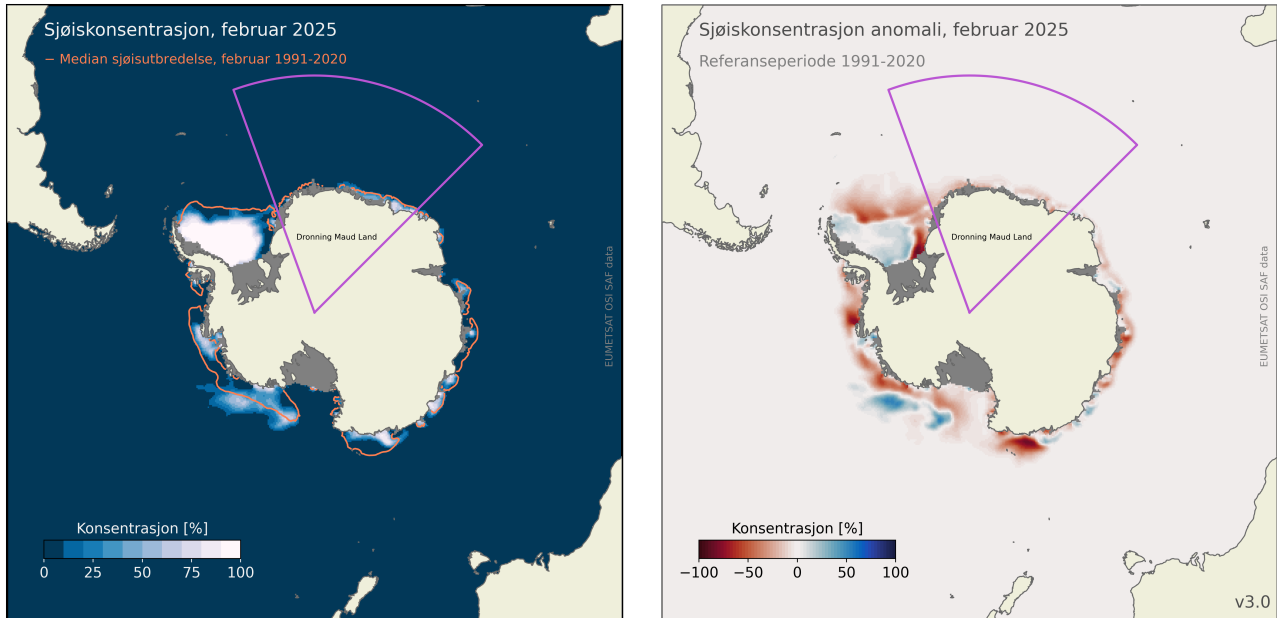 Sjøiskonsentrasjon, februar 2025
− Median sjøisutbredelse, februar 1991-2020
Dronning Maud Land
EUMETSAT OSI SAF data
Konsentrasjon [%]
0 25 50 75 100
Sjøiskonsentrasjon anomali, februar 2025
Referanseperiode 1991-2020
Dronning Maud Land
EUMETSAT OSI SAF data
Konsentrasjon [%]
−100 −50 0 50 100
v3.0